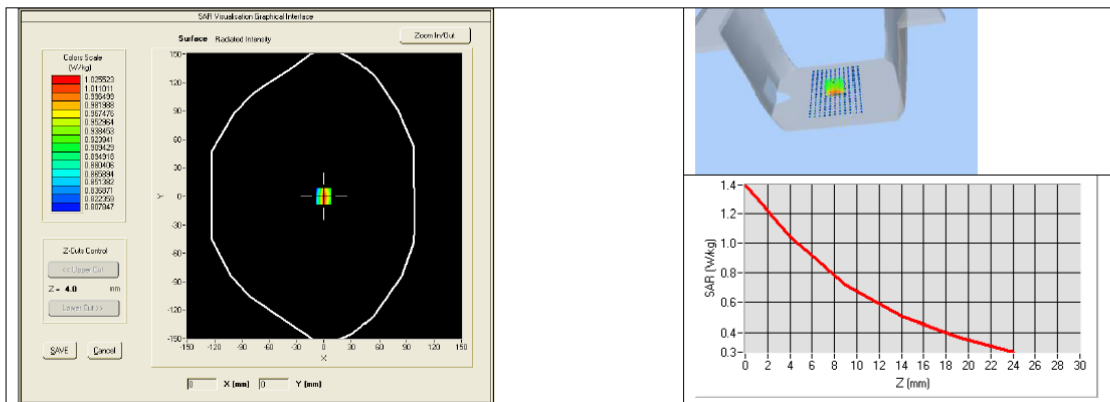 SAR Visualisation Graphical Interface
Surface Radiated Intensity
Zoom In/Out
Colors Scale
(W/kg)
1.025523
1.011011
0.996499
0.981988
0.967476
0.952964
0.938453
0.923941
0.909429
0.894918
0.880406
0.865894
0.851382
0.836871
0.822359
0.807847
150
120
90
60
30
0
-30
-60
-90
-120
-150
Y
-150 -120 -90 -60 -30 0 30 60 90 120 150
X
Z-Cuts Control
<< Upper Cut
Z = 4.0 mm
Lower Cut >>
SAVE Cancel
0 X (mm) 0 Y (mm)
1.4
1.2
1.0
0.8
0.6
0.4
0.3
SAR (W/kg)
0 2 4 6 8 10 12 14 16 18 20 22 24 26 28 30
Z (mm)